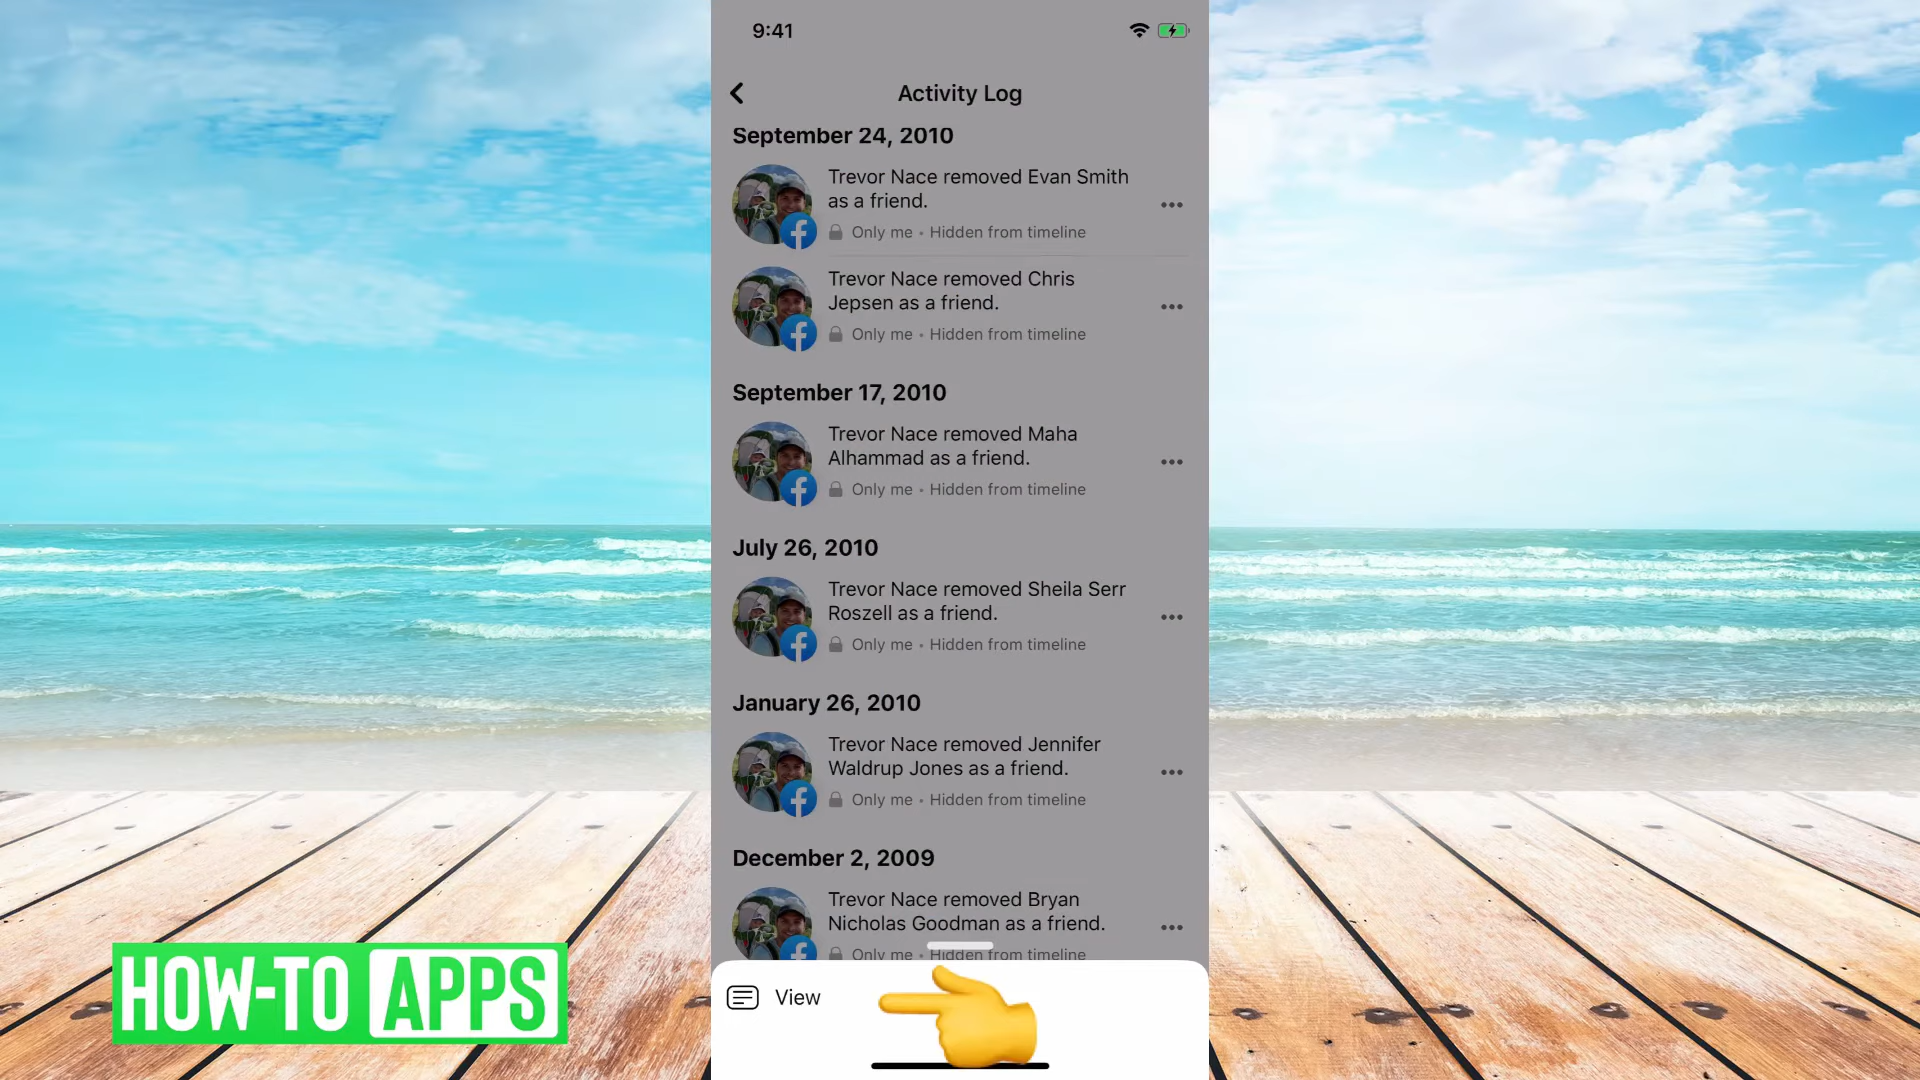 9:41
Activity Log
September 24, 2010
Trevor Nace removed Evan Smith
as a friend.
Only me • Hidden from timeline
Trevor Nace removed Chris
Jepsen as a friend.
Only me • Hidden from timeline
September 17, 2010
Trevor Nace removed Maha
Alhammad as a friend.
Only me • Hidden from timeline
July 26, 2010
Trevor Nace removed Sheila Serr
Roszell as a friend.
Only me • Hidden from timeline
January 26, 2010
Trevor Nace removed Jennifer
Waldrup Jones as a friend.
Only me • Hidden from timeline
December 2, 2009
Trevor Nace removed Bryan
Nicholas Goodman as a friend.
Only me • Hidden from timeline
View
HOW-TO APPS